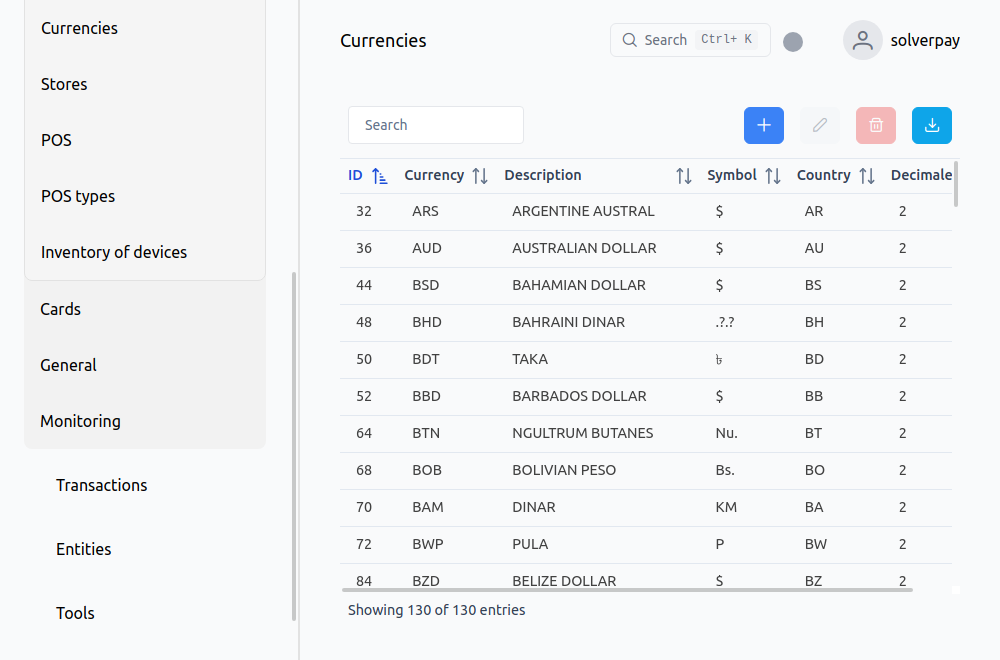 Currencies
Stores
POS
POS types
Inventory of devices
Cards
General
Monitoring
Transactions
Entities
Tools
Currencies
Search Ctrl+ K
solverpay
Search
ID Currency Description Symbol Country Decimale
32 ARS ARGENTINE AUSTRAL $ AR 2
36 AUD AUSTRALIAN DOLLAR $ AU 2
44 BSD BAHAMIAN DOLLAR $ BS 2
48 BHD BAHRAINI DINAR .?.? BH 2
50 BDT TAKA ৳ BD 2
52 BBD BARBADOS DOLLAR $ BB 2
64 BTN NGULTRUM BUTANES Nu. BT 2
68 BOB BOLIVIAN PESO Bs. BO 2
70 BAM DINAR KM BA 2
72 BWP PULA P BW 2
84 BZD BELIZE DOLLAR $ BZ 2
Showing 130 of 130 entries